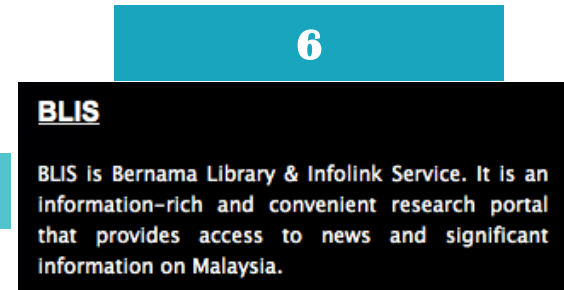 6
BLIS
BLIS is Bernama Library & Infolink Service. It is an
information-rich and convenient research portal
that provides access to news and significant
information on Malaysia.